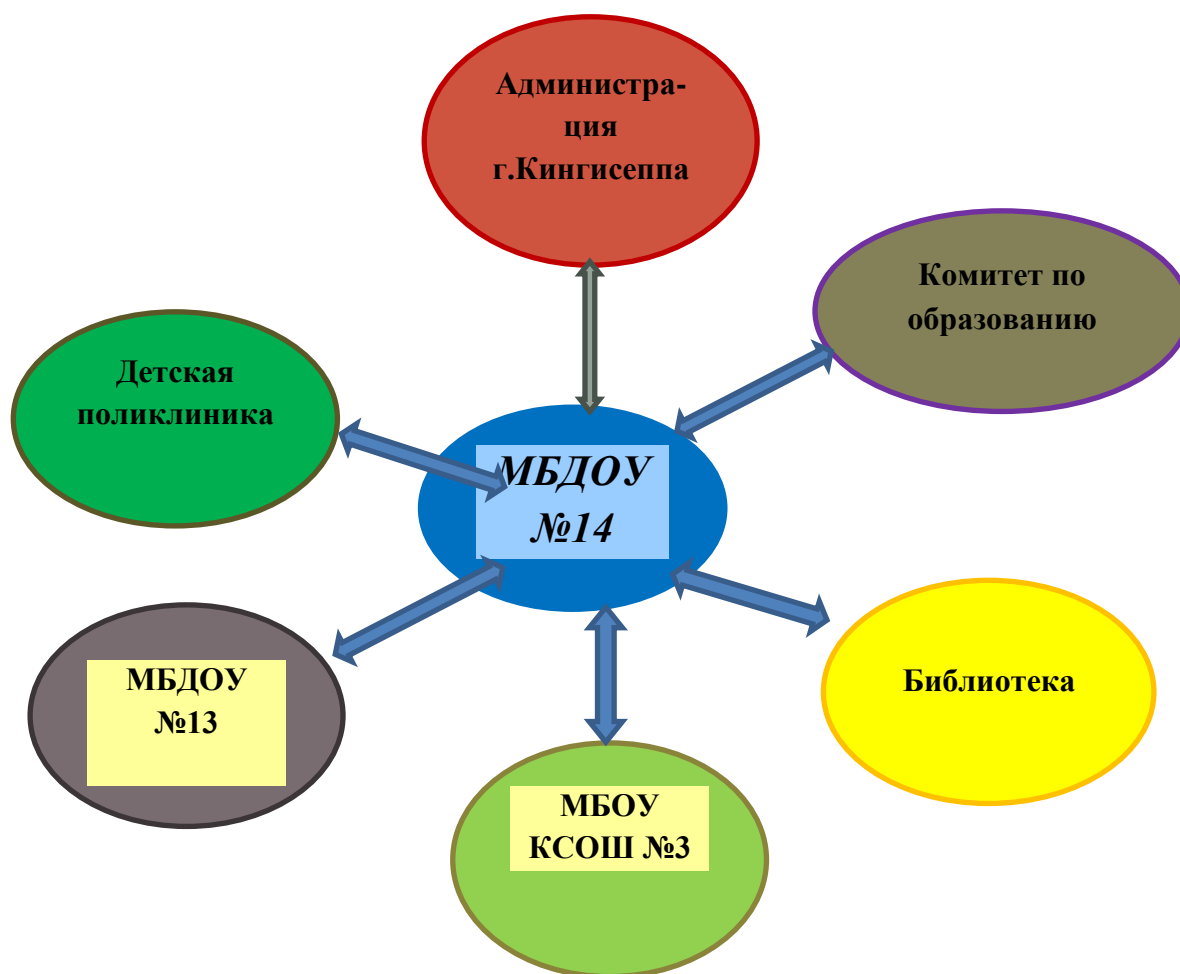 Администра-
ция
г.Кингисеппа
Комитет по
образованию
Детская
поликлиника
МБДОУ
№14
МБДОУ
№13
Библиотека
МБОУ
КСОШ №3